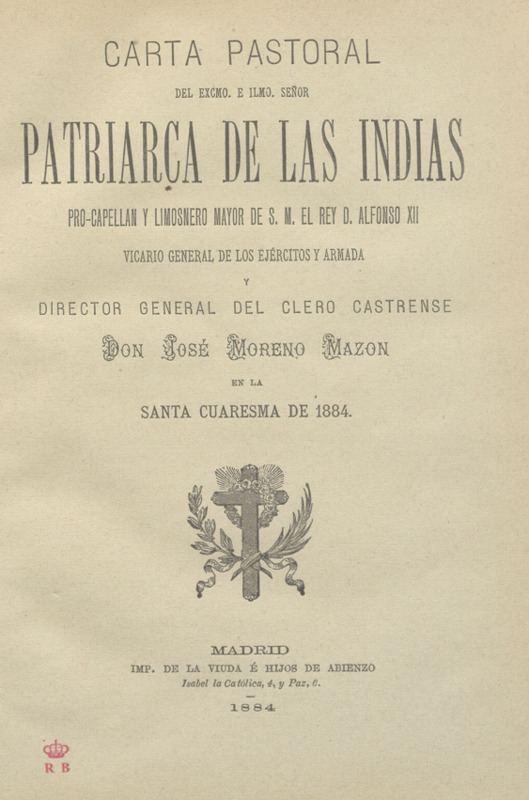 CARTA PASTORAL
DEL EXCMO. E ILMO. SEÑOR
PATRIARCA DE LAS INDIAS
PRO-CAPELLAN Y LIMOSNERO MAYOR DE S. M. EL REY D. ALFONSO XII
VICARIO GENERAL DE LOS EJÉRCITOS Y ARMADA
Y
DIRECTOR GENERAL DEL CLERO CASTRENSE
DON JOSÉ MORENO MAZON
EN LA
SANTA CUARESMA DE 1884.
MADRID
IMP. DE LA VIUDA É HIJOS DE ABIENZO
Isabel la Católica, 4, y Paz, 6.
1884
R B